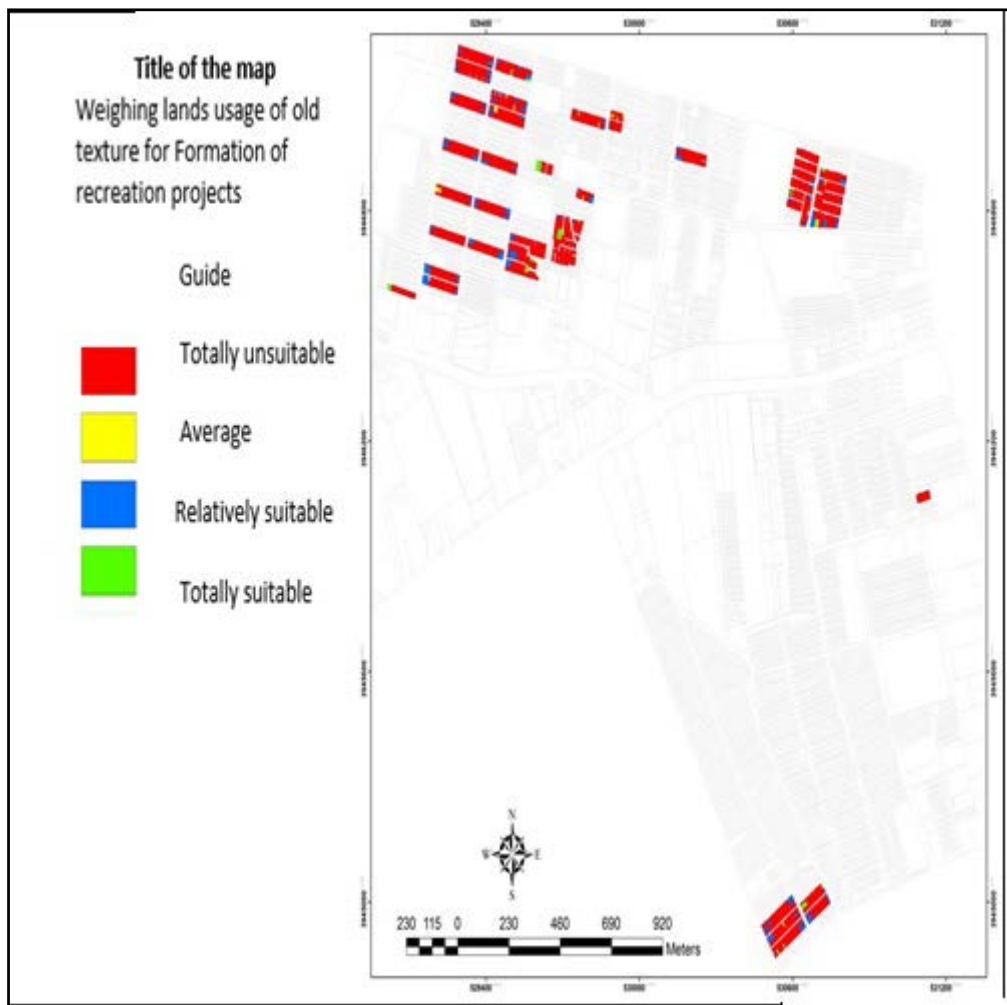 Title of the map
Weighing lands usage of old
texture for Formation of
recreation projects
Guide
Totally unsuitable
Average
Relatively suitable
Totally suitable
N
W E
S
230 115 0 230 460 690 920
Meters